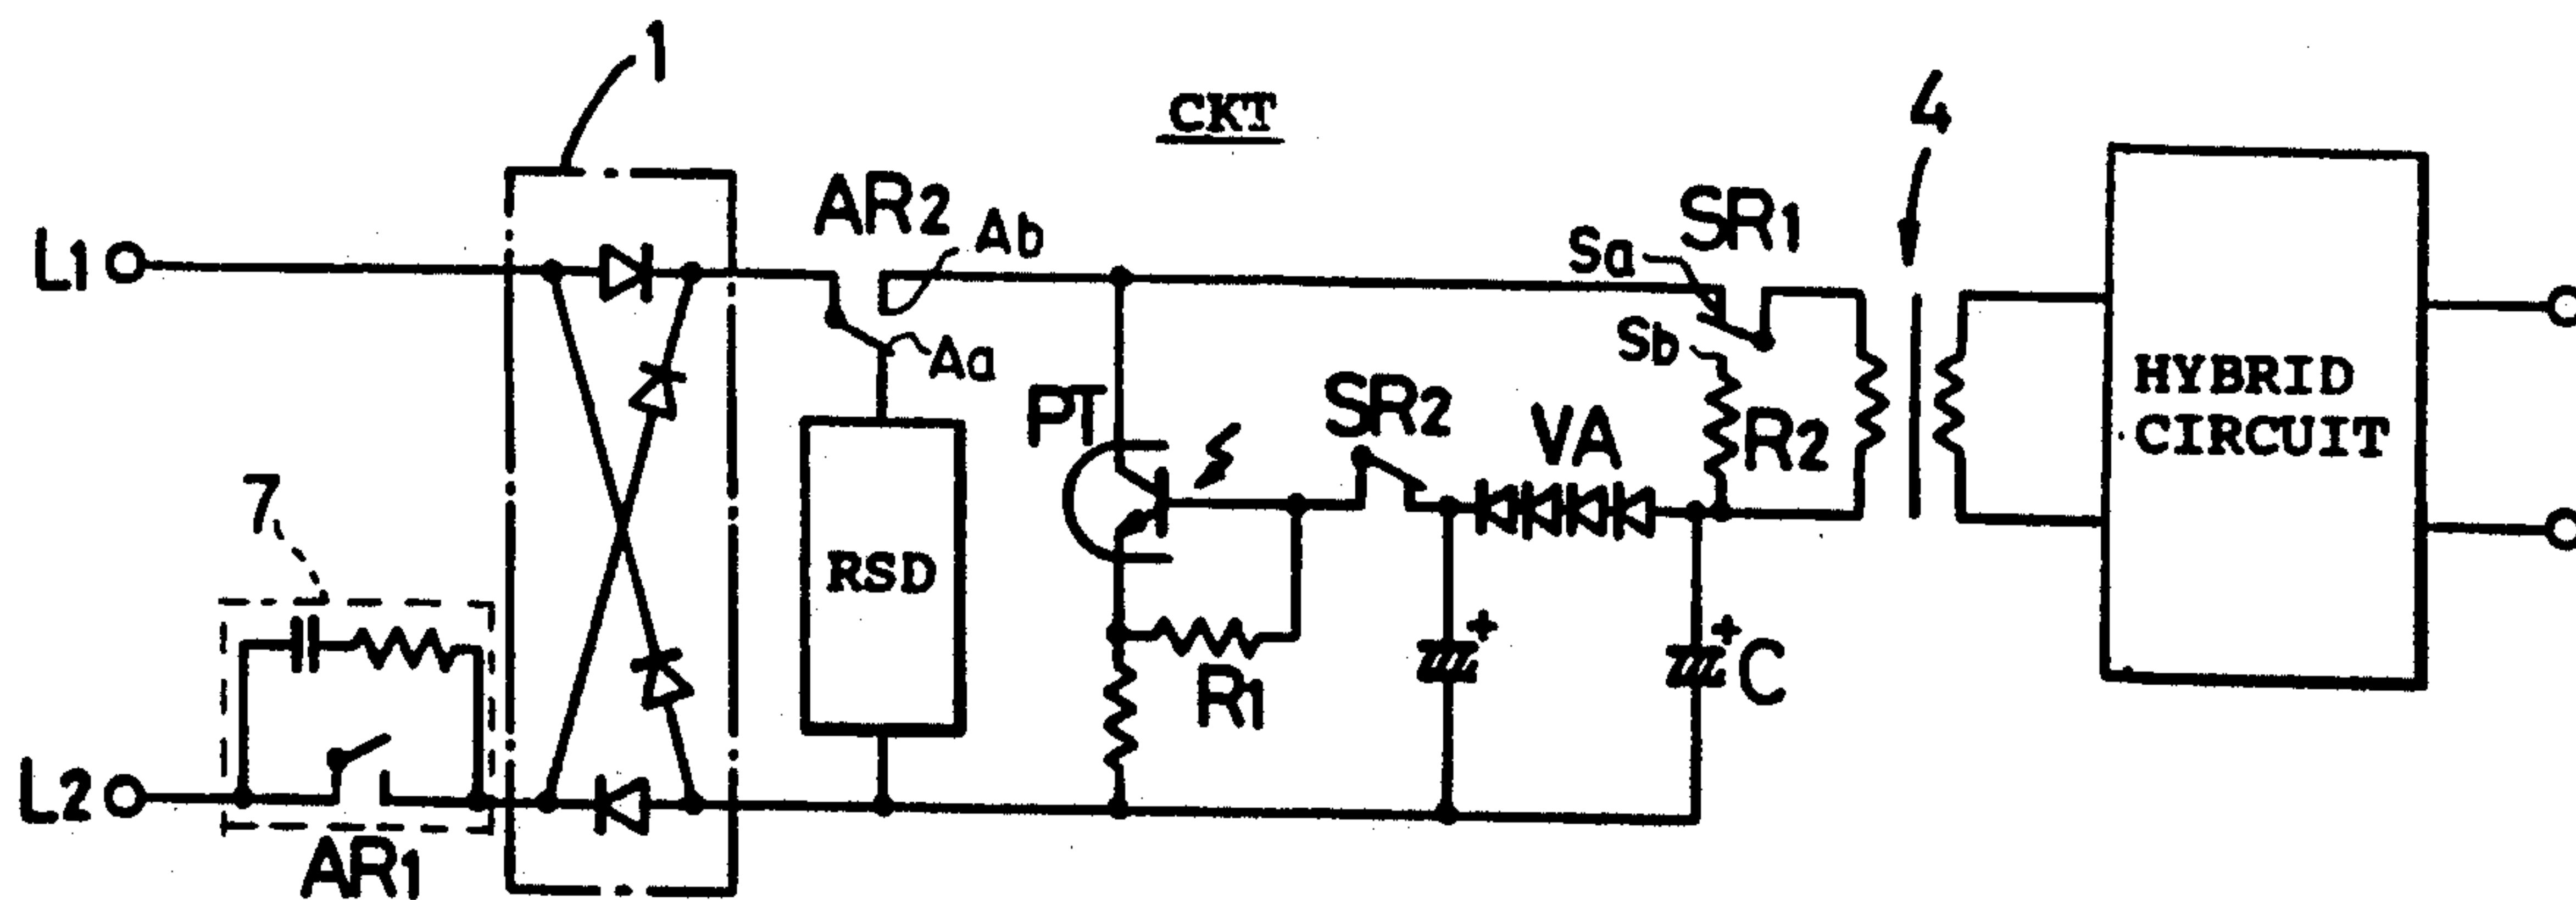 1
CKT
4
AR2
Ab
Sa
SR1
L1
Aa
Sb
PT
SR2
VA
R2
HYBRID
CIRCUIT
7
RSD
+
+
C
R1
L2
AR1